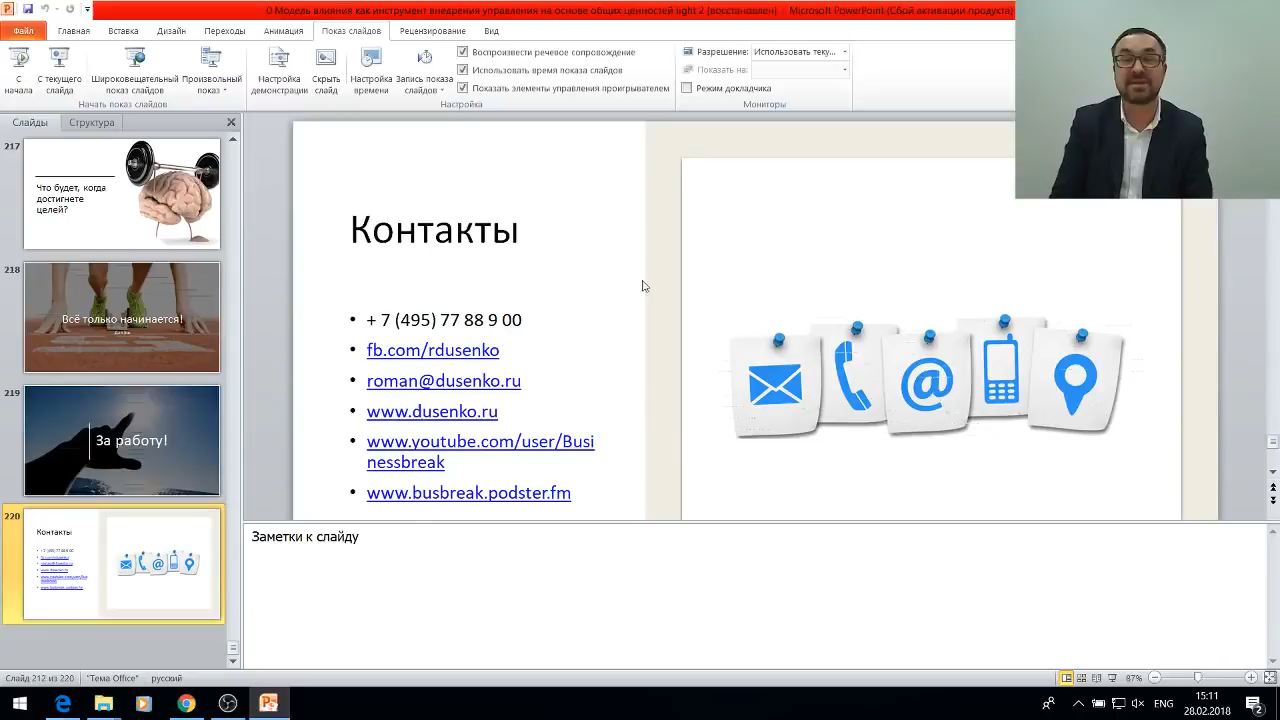 0 Модель влияния как инструмент внедрения управления на основе общих ценностей light 2 (восстановлен) - Microsoft PowerPoint (Сбой активации продукта)
Файл Главная Вставка Дизайн Переходы Анимация Показ слайдов Рецензирование Вид
С начала
С текущего слайда
Широковещательный показ слайдов
Произвольный показ
Начать показ слайдов
Настройка демонстрации
Скрыть слайд
Настройка времени
Запись показа слайдов
Воспроизвести речевое сопровождение
Использовать время показа слайдов
Показать элементы управления проигрывателем
Настройка
Разрешение: Использовать теку...
Показать на:
Режим докладчика
Мониторы
Слайды Структура
217
Что будет, когда
достигнете
целей?
218
Всё только начинается!
219
За работу!
220
Контакты
Контакты
+ 7 (495) 77 88 9 00
fb.com/rdusenko
roman@dusenko.ru
www.dusenko.ru
www.youtube.com/user/Busi
nessbreak
www.busbreak.podster.fm
@
Заметки к слайду
Слайд 212 из 220 "Тема Office" русский 87%
ENG 15:11
28.02.2018
2